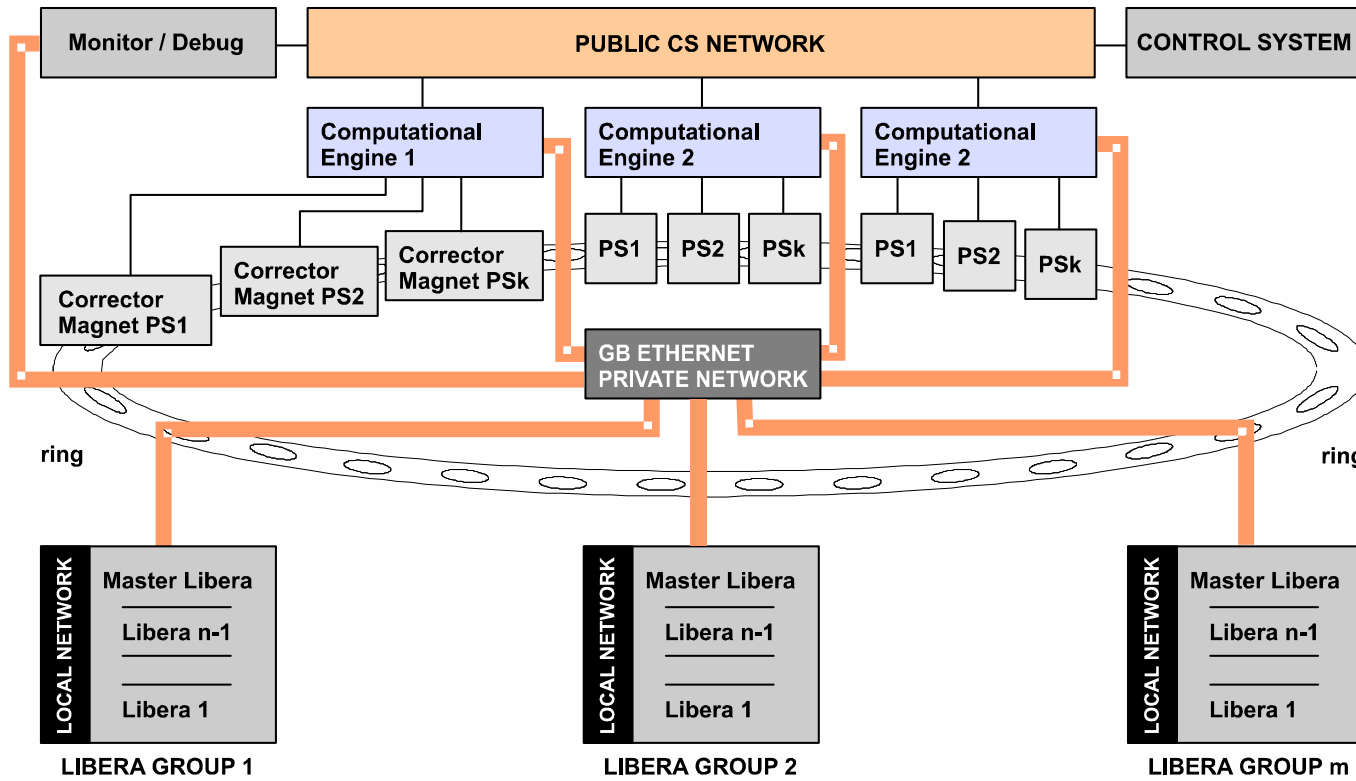 Monitor / Debug
PUBLIC CS NETWORK
CONTROL SYSTEM
Computational
Engine 1
Computational
Engine 2
Computational
Engine 2
Corrector
Magnet PS1
Corrector
Magnet PS2
Corrector
Magnet PSk
PS1
PS2
PSk
PS1
PS2
PSk
GB ETHERNET
PRIVATE NETWORK
ring
ring
LOCAL NETWORK
Master Libera
Libera n-1
Libera 1
LIBERA GROUP 1
LOCAL NETWORK
Master Libera
Libera n-1
Libera 1
LIBERA GROUP 2
LOCAL NETWORK
Master Libera
Libera n-1
Libera 1
LIBERA GROUP m